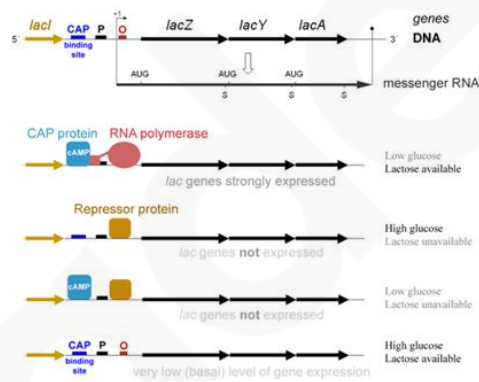 lacI
CAP
P
O
+1
lacZ
lacY
lacA
genes
5´
3´
DNA
binding
site
AUG
AUG
AUG
messenger RNA
S
S
S
CAP protein
RNA polymerase
cAMP
lac genes strongly expressed
Low glucose
Lactose available
Repressor protein
lac genes not expressed
High glucose
Lactose unavailable
cAMP
lac genes not expressed
Low glucose
Lactose unavailable
CAP
P
O
binding
site
very low (basal) level of gene expression
High glucose
Lactose available